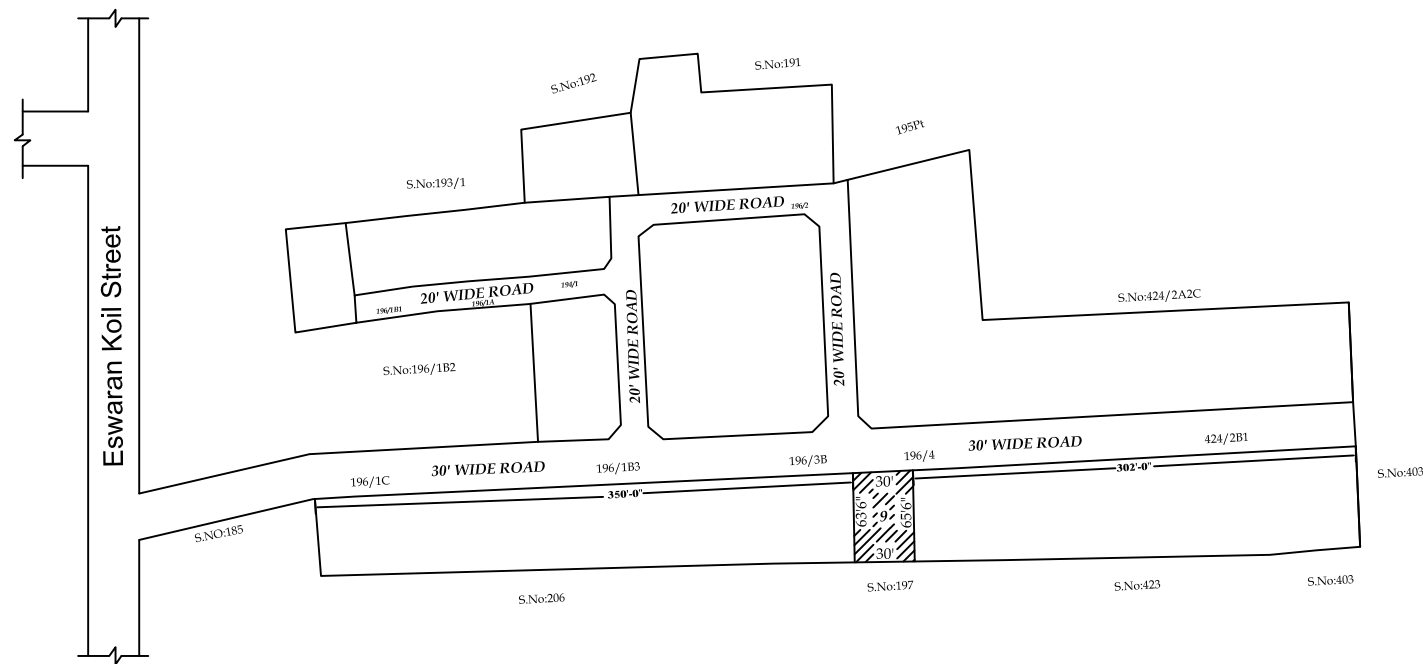 S.No:192
S.No:191
195Pt
S.No:193/1
20' WIDE ROAD
196/2
Eswaran Koil Street
20' WIDE ROAD
194/1
196/1B1
196/1A
20' WIDE ROAD
20' WIDE ROAD
S.No:424/2A2C
S.No:196/1B2
30' WIDE ROAD
30' WIDE ROAD
424/2B1
196/1C
196/1B3
196/3B
196/4
350'-0"
302'-0"
S.No:403
30'
63'6"
9
65'6"
30'
S.NO:185
S.No:206
S.No:197
S.No:423
S.No:403